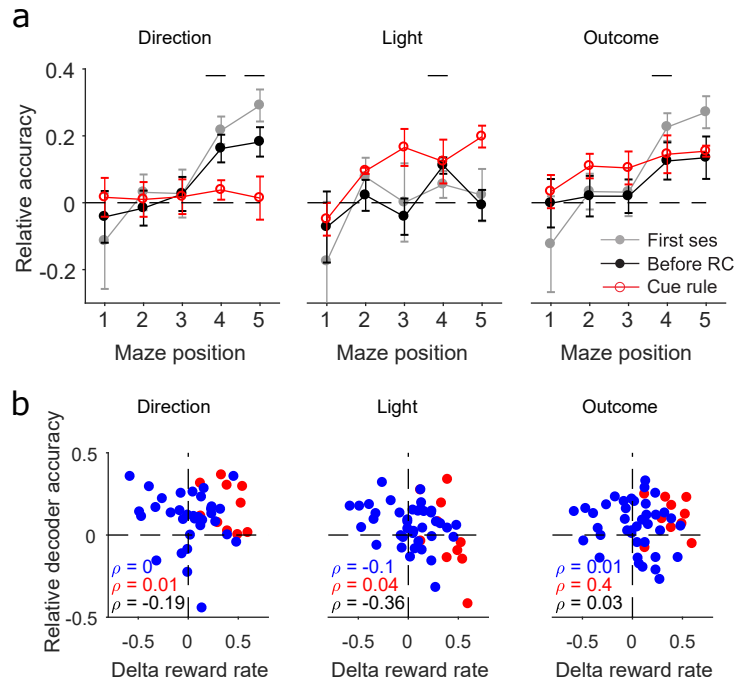 a
Direction
Light
Outcome
Relative accuracy
0.4
0.2
0
-0.2
1 2 3 4 5
1 2 3 4 5
1 2 3 4 5
Maze position
Maze position
Maze position
First ses
Before RC
Cue rule
b
Direction
Light
Outcome
Relative decoder accuracy
0.5
0
-0.5
ρ = 0
ρ = 0.01
ρ = -0.19
ρ = -0.1
ρ = 0.04
ρ = -0.36
ρ = 0.01
ρ = 0.4
ρ = 0.03
-0.5 0 0.5
-0.5 0 0.5
-0.5 0 0.5
Delta reward rate
Delta reward rate
Delta reward rate